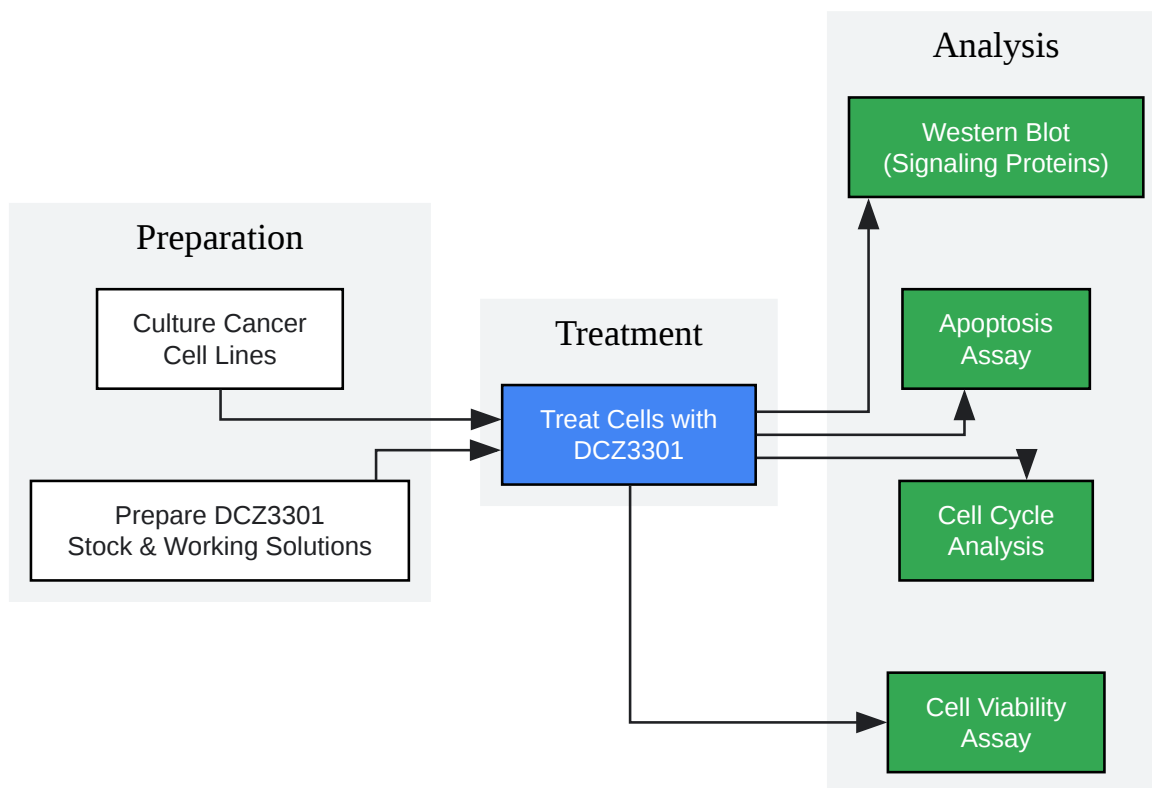 Preparation
Culture Cancer
Cell Lines
Prepare DCZ3301
Stock & Working Solutions
Treatment
Treat Cells with
DCZ3301
Analysis
Western Blot
(Signaling Proteins)
Apoptosis
Assay
Cell Cycle
Analysis
Cell Viability
Assay